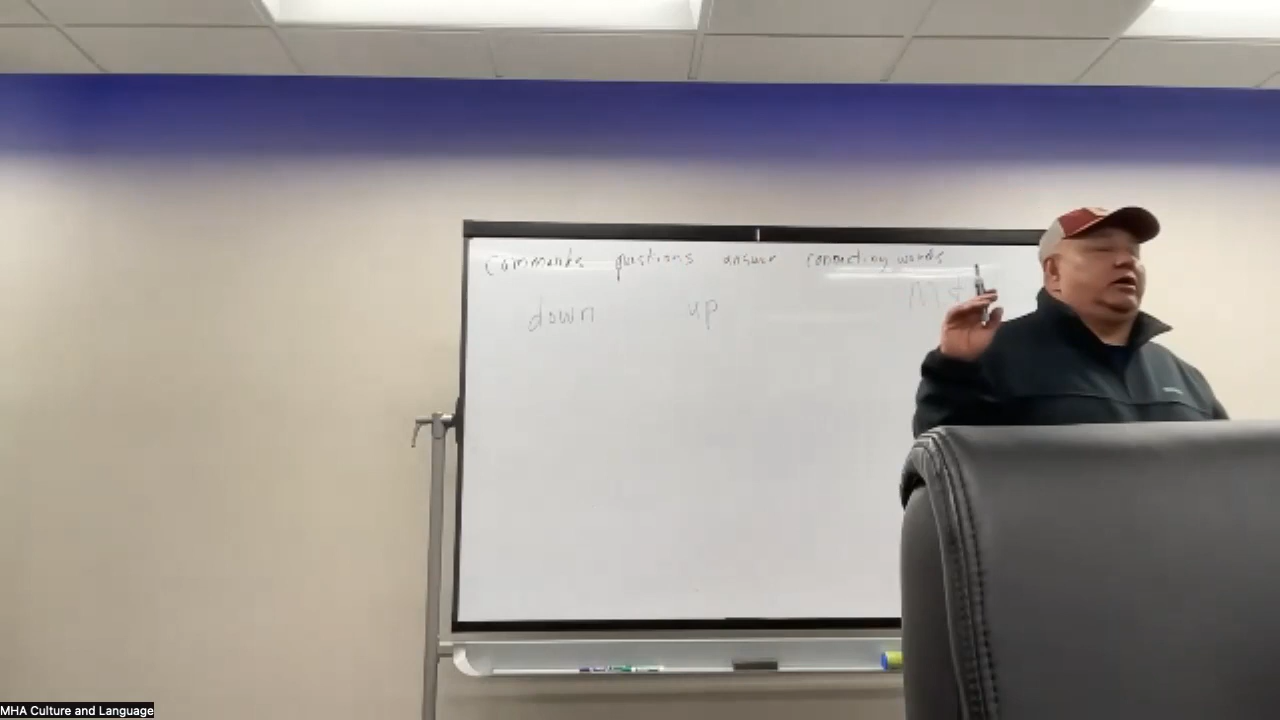 Commands questions answer connecting words
down up
MHA Culture and Language